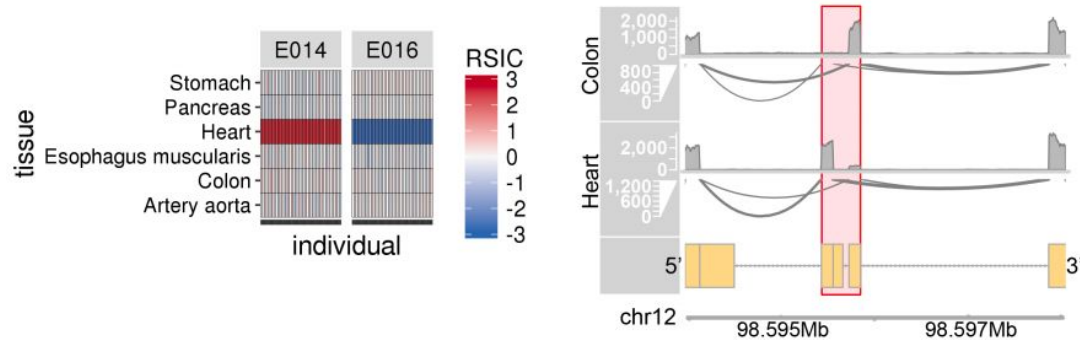 E014 E016
RSIC
Stomach
Pancreas
Heart
Esophagus muscularis
Colon
Artery aorta
tissue
individual
3
2
1
0
-1
-2
-3
Colon
2,000
1,000
0
800
400
0
Heart
2,000
0
1,200
600
0
5' 3'
chr12
98.595Mb 98.597Mb